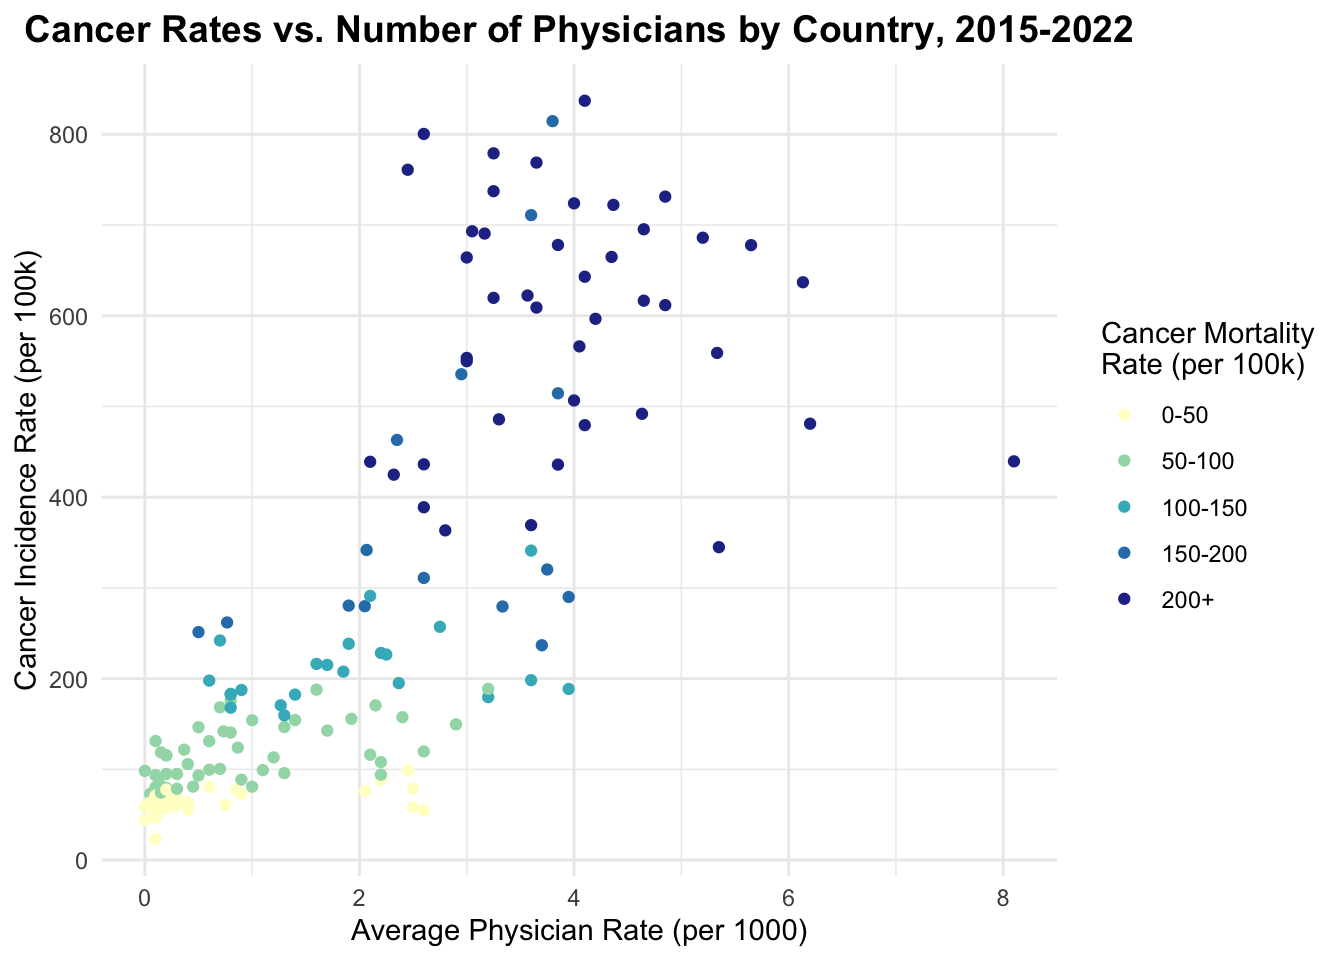 Cancer Rates vs. Number of Physicians by Country, 2015-2022
Cancer Incidence Rate (per 100k)
800
600
400
200
0
0 2 4 6 8
Average Physician Rate (per 1000)
Cancer Mortality
Rate (per 100k)
0-50
50-100
100-150
150-200
200+